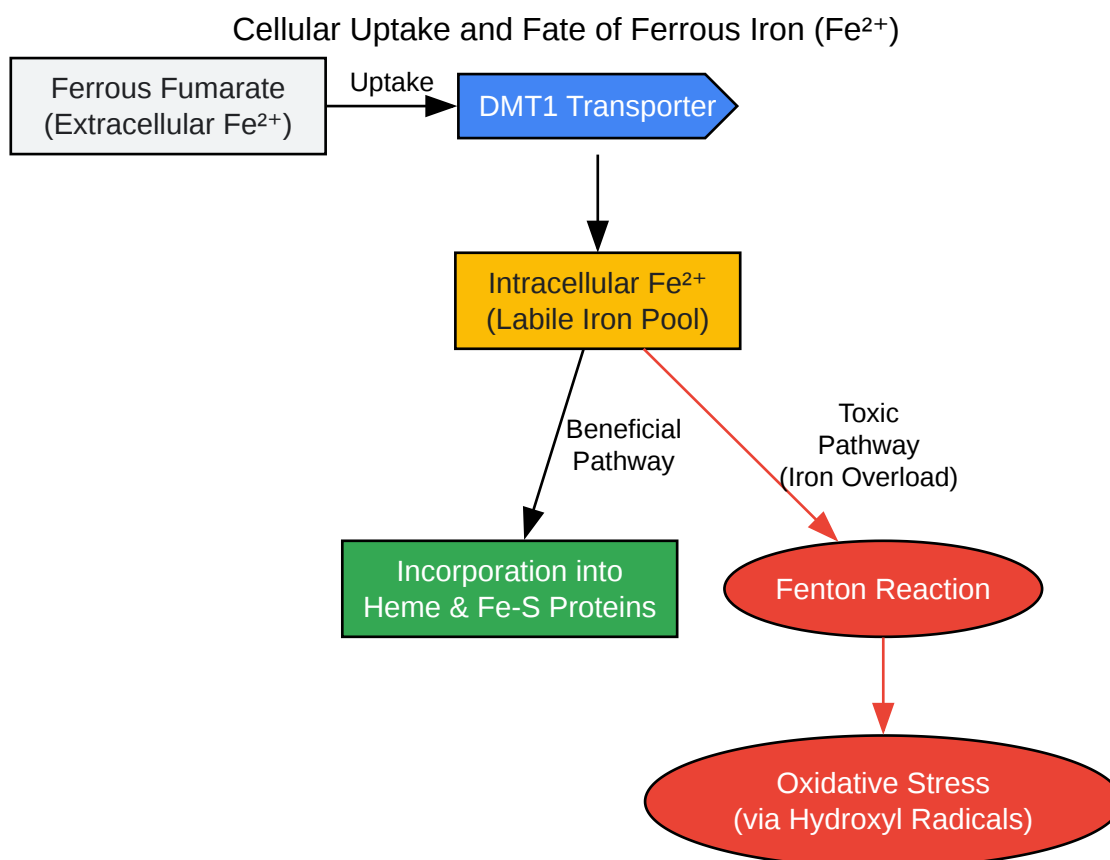 Cellular Uptake and Fate of Ferrous Iron (Fe²⁺)
Ferrous Fumarate
(Extracellular Fe²⁺)
Uptake
DMT1 Transporter
Intracellular Fe²⁺
(Labile Iron Pool)
Beneficial
Pathway
Toxic
Pathway
(Iron Overload)
Incorporation into
Heme & Fe-S Proteins
Fenton Reaction
Oxidative Stress
(via Hydroxyl Radicals)